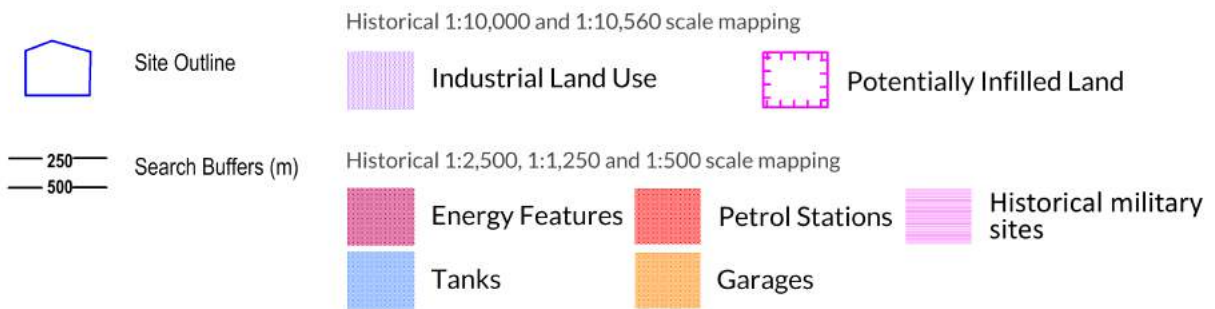 Historical 1:10,000 and 1:10,560 scale mapping
Site Outline
Industrial Land Use
Potentially Infilled Land
250
500
Search Buffers (m)
Historical 1:2,500, 1:1,250 and 1:500 scale mapping
Energy Features
Petrol Stations
Historical military
sites
Tanks
Garages